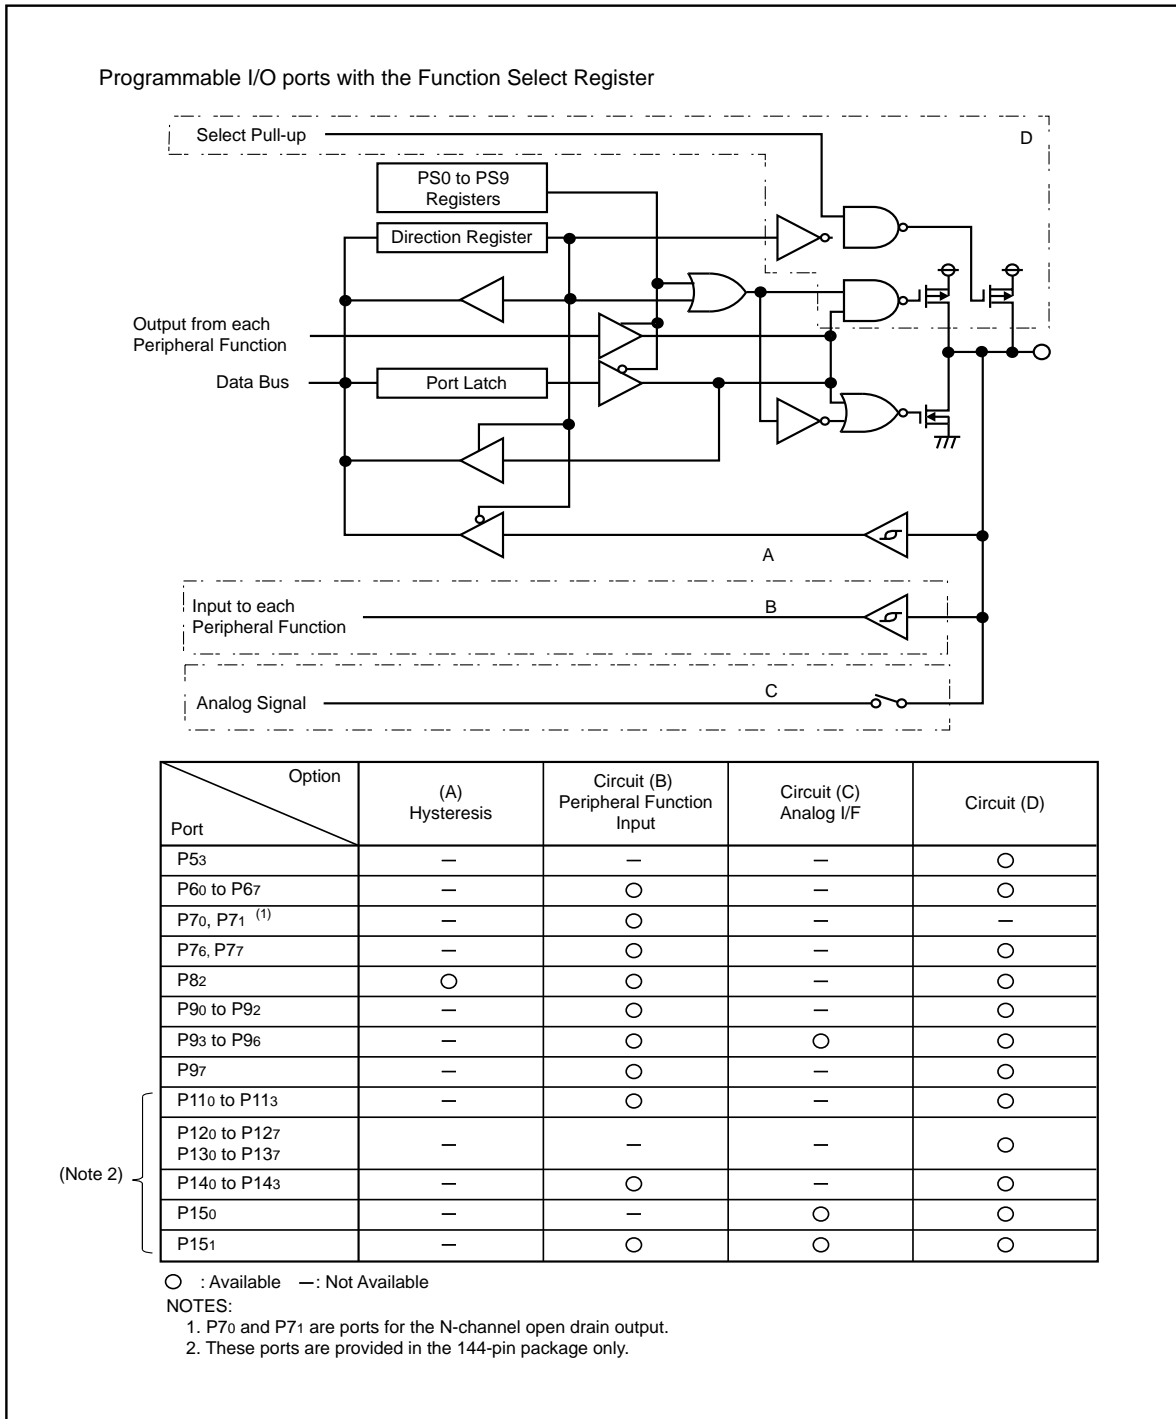 Programmable I/O ports with the Function Select Register
Select Pull-up
D
PS0 to PS9
Registers
Direction Register
Output from each
Peripheral Function
Data Bus
Port Latch
A
Input to each
Peripheral Function
B
Analog Signal
C
Option
Port
(A)
Hysteresis
Circuit (B)
Peripheral Function
Input
Circuit (C)
Analog I/F
Circuit (D)
P53 – – – ○
P60 to P67 – ○ – ○
P70, P71 (1) – ○ – –
P76, P77 – ○ – ○
P82 ○ ○ – ○
P90 to P92 – ○ – ○
P93 to P96 – ○ ○ ○
P97 – ○ – ○
P110 to P113 – ○ – ○
P120 to P127
P130 to P137 – – – ○
(Note 2)
P140 to P143 – ○ – ○
P150 – – ○ ○
P151 – ○ ○ ○
○ : Available –: Not Available
NOTES:
1. P70 and P71 are ports for the N-channel open drain output.
2. These ports are provided in the 144-pin package only.